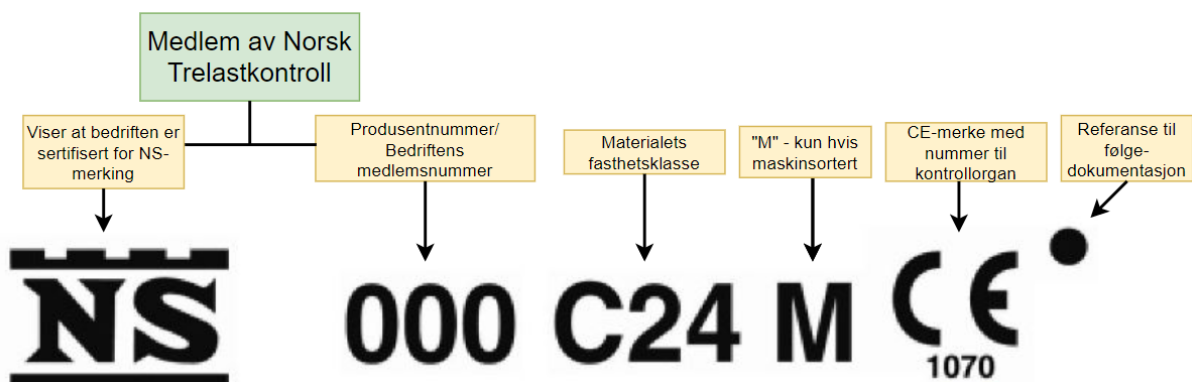 Medlem av Norsk
Trelastkontroll
Viser at bedriften er
sertifisert for NS-
merking
Produsentnummer/
Bedriftens
medlemsnummer
Materialets
fasthetsklasse
"M" - kun hvis
maskinsortert
CE-merke med
nummer til
kontrollorgan
Referanse til
følge-
dokumentasjon
NS
000
C24
M
CE
1070